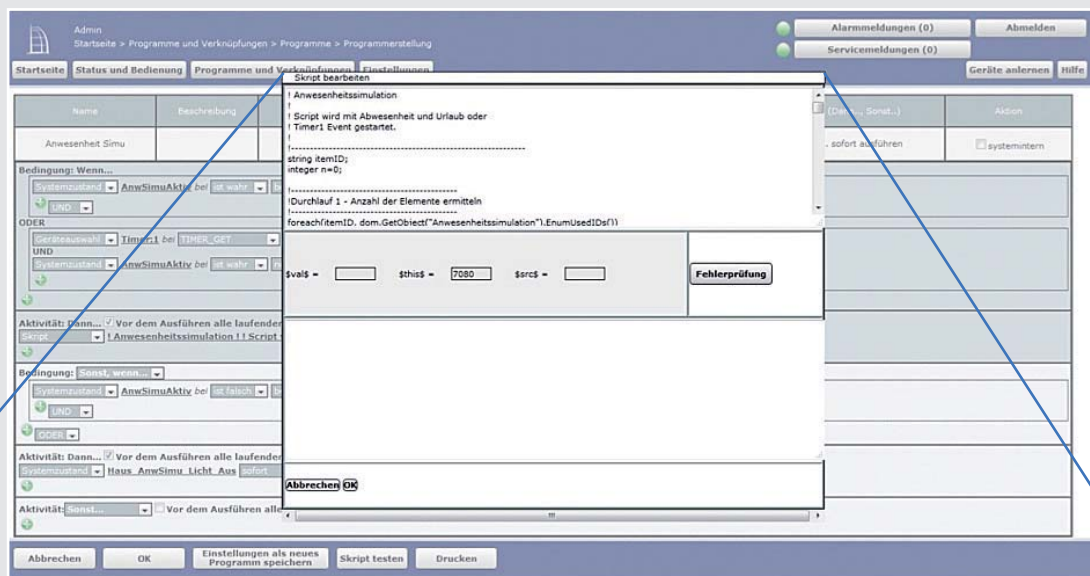 Admin
Startseite > Programme und Verknüpfungen > Programme > Programmerstellung
Alarmmeldungen (0)
Abmelden
Servicemeldungen (0)
Startseite
Status und Bedienung
Programme und Verknüpfungen
Einstellungen
Geräte anlernen
Hilfe
Skript bearbeiten
! Anwesenheitssimulation
!
! Script wird mit Abwesenheit und Urlaub oder
! Timer1 Event gestartet.
!
!----------------------------------------------------------
string itemID;
integer n=0;
!-----------------------------------------
!Durchlauf 1 - Anzahl der Elemente ermitteln
!-----------------------------------------
foreach(itemID, dom.GetObject("Anwesenheitssimulation").EnumUsedIDs())
$val$ =
$this$ = 7080
$src$ =
Fehlerprüfung
Abbrechen OK
Name
Beschreibung
(Dann.., Sonst..)
Aktion
Anwesenheit Simu
sofort ausführen
systemintern
Bedingung: Wenn...
Systemzustand AnwSimuAktiv bei ist wahr
UND
ODER
Geräteauswahl Timer:1 bei TIMER_GET
UND
Systemzustand AnwSimuAktiv bei ist wahr
Aktivität: Dann... Vor dem Ausführen alle laufenden
Skript ! Anwesenheitssimulation ! ! Script
Bedingung: Sonst, wenn...
Systemzustand AnwSimuAktiv bei ist falsch
UND
ODER
Aktivität: Dann... Vor dem Ausführen alle laufenden
Systemzustand Haus_AnwSimu_Licht_Aus sofort
Aktivität: Sonst... Vor dem Ausführen alle
Abbrechen
OK
Einstellungen als neues
Programm speichern
Skript testen
Drucken